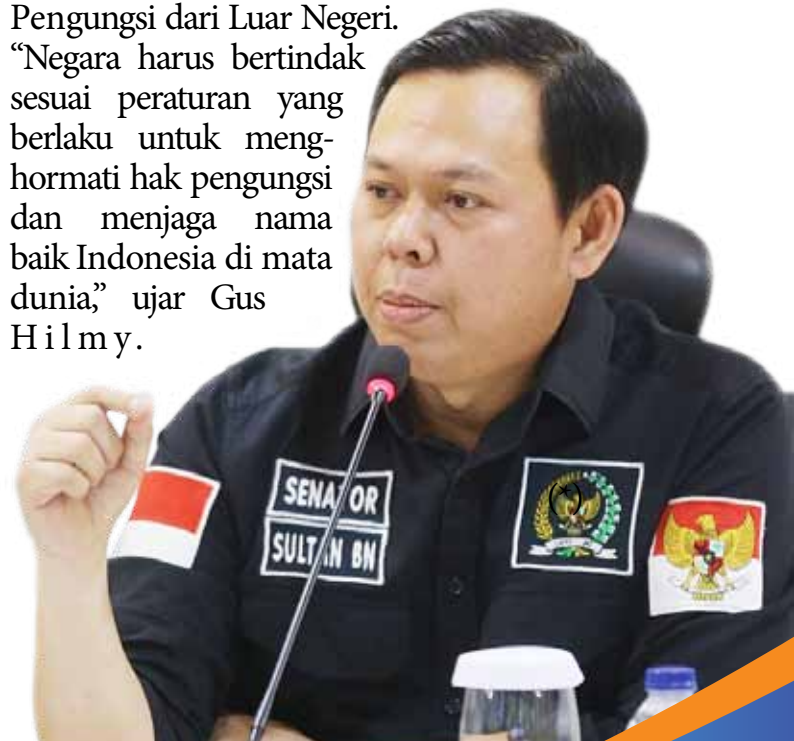 Pengungsi dari Luar Negeri.
“Negara harus bertindak
sesuai peraturan yang
berlaku untuk meng-
hormati hak pengungsi
dan menjaga nama
baik Indonesia di mata
dunia,” ujar Gus
Hilmy.
SENATOR
SULTAN BN